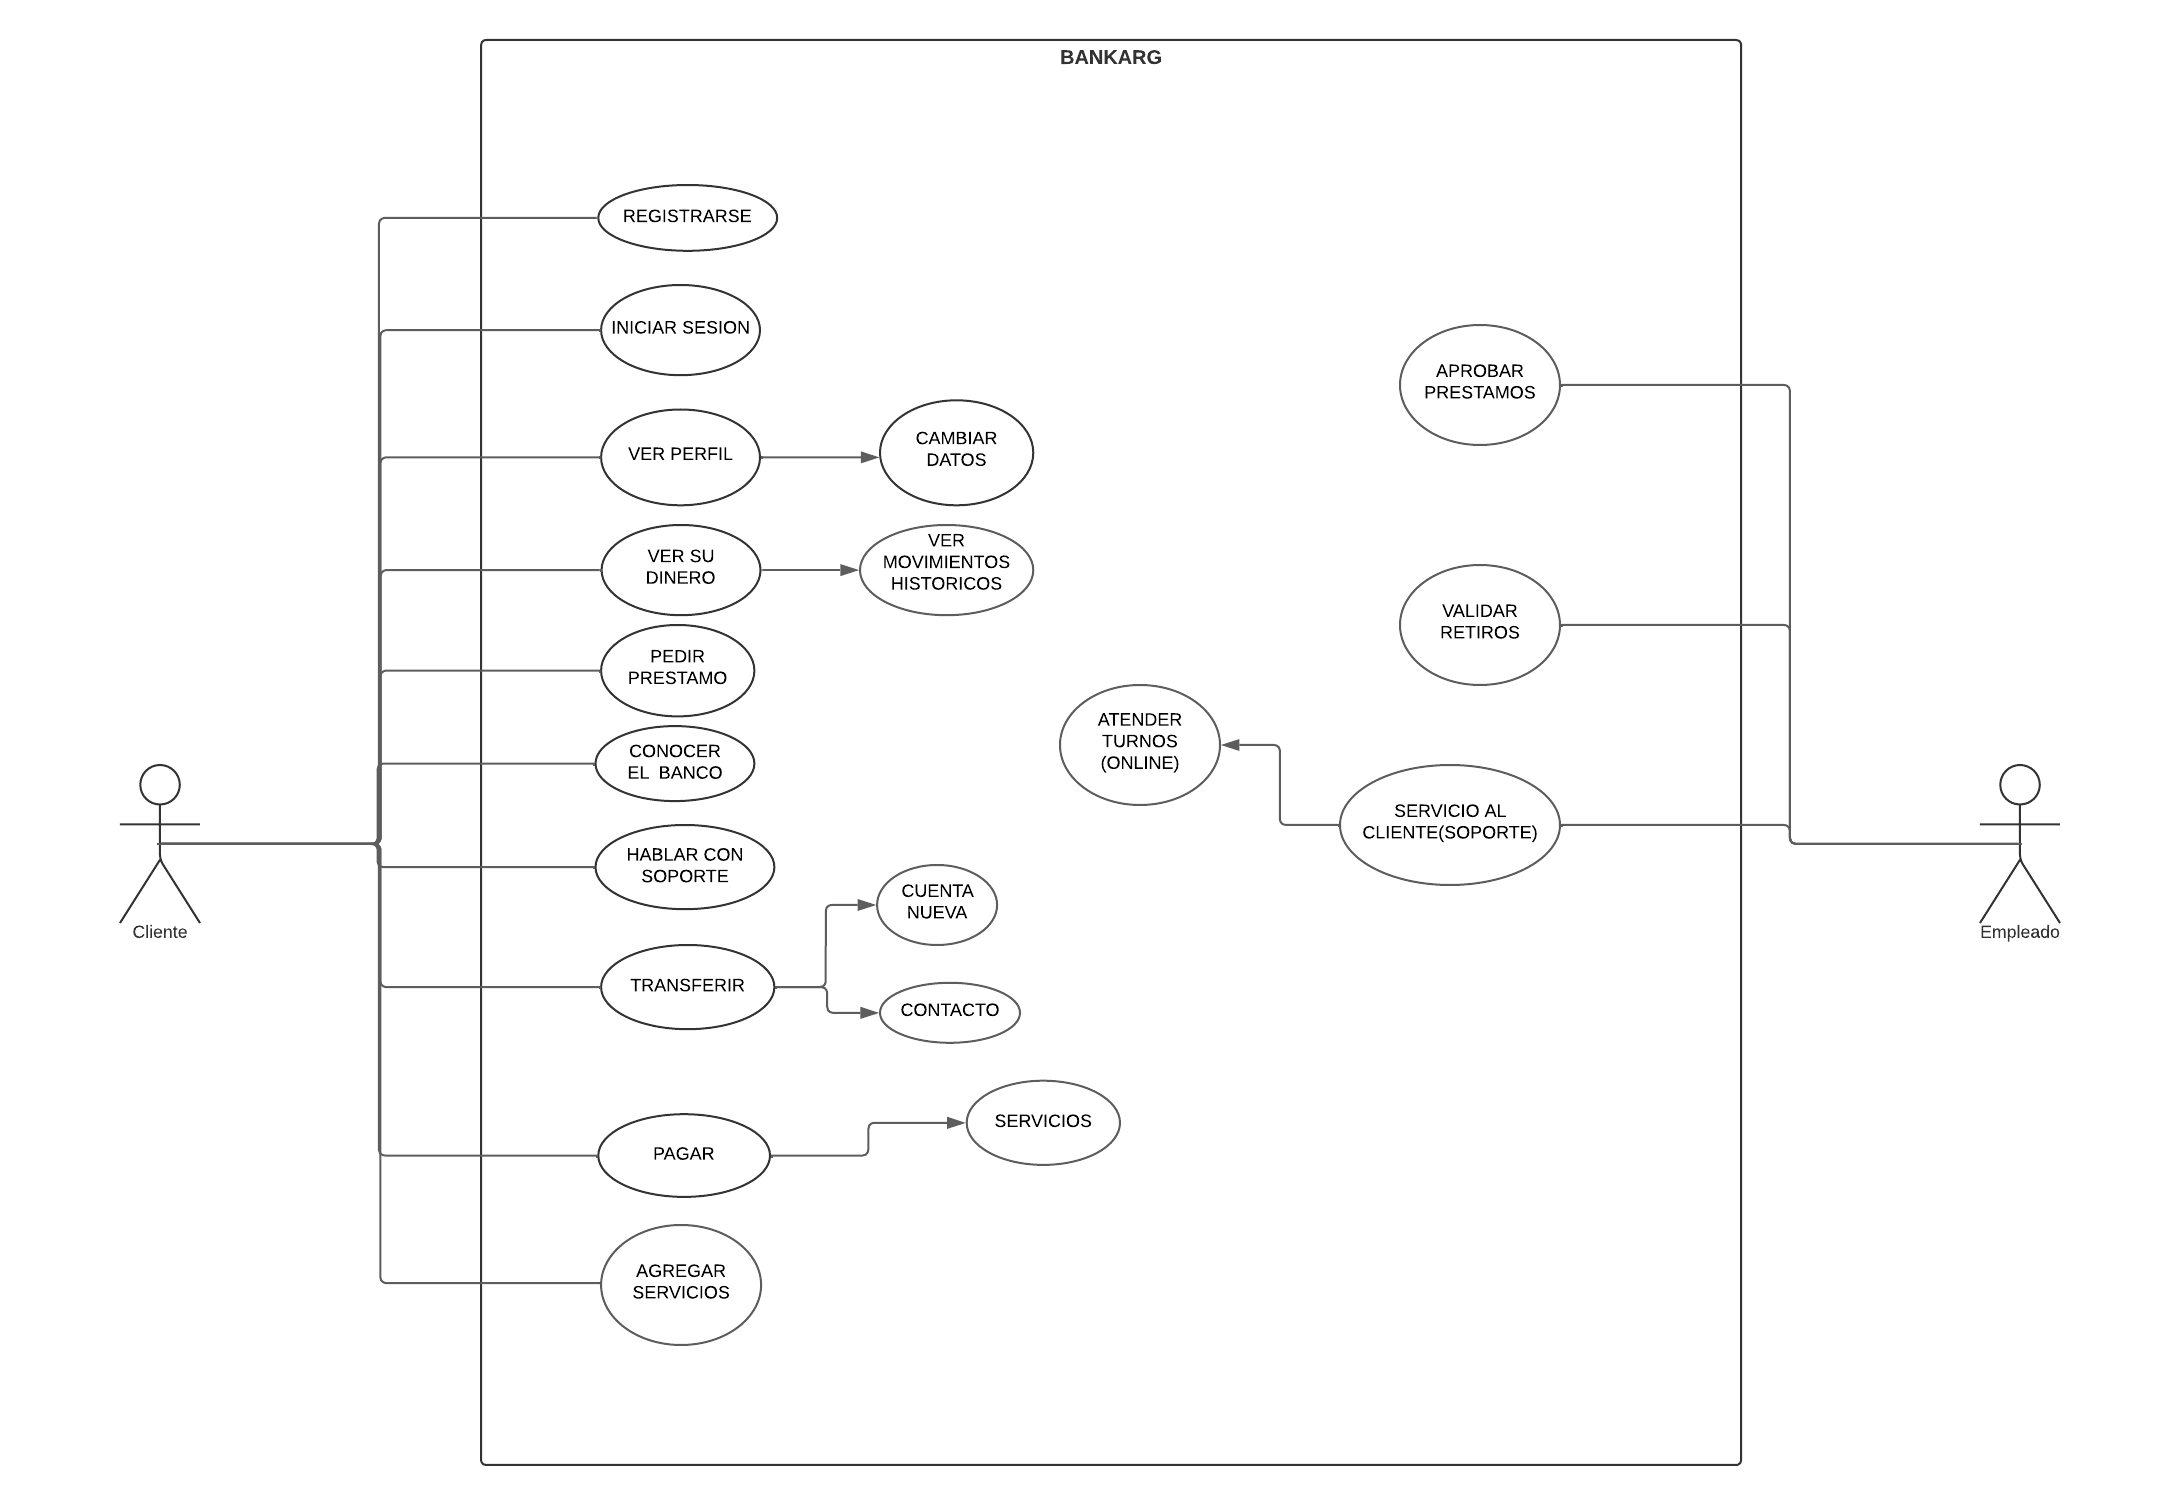 BANKARG
REGISTRARSE
INICIAR SESION
VER PERFIL
CAMBIAR
DATOS
VER SU
DINERO
VER
MOVIMIENTOS
HISTORICOS
PEDIR
PRESTAMO
CONOCER
EL  BANCO
HABLAR CON
SOPORTE
TRANSFERIR
CUENTA
NUEVA
CONTACTO
PAGAR
SERVICIOS
AGREGAR
SERVICIOS
APROBAR
PRESTAMOS
VALIDAR
RETIROS
ATENDER
TURNOS
(ONLINE)
SERVICIO AL
CLIENTE(SOPORTE)
Cliente
Empleado